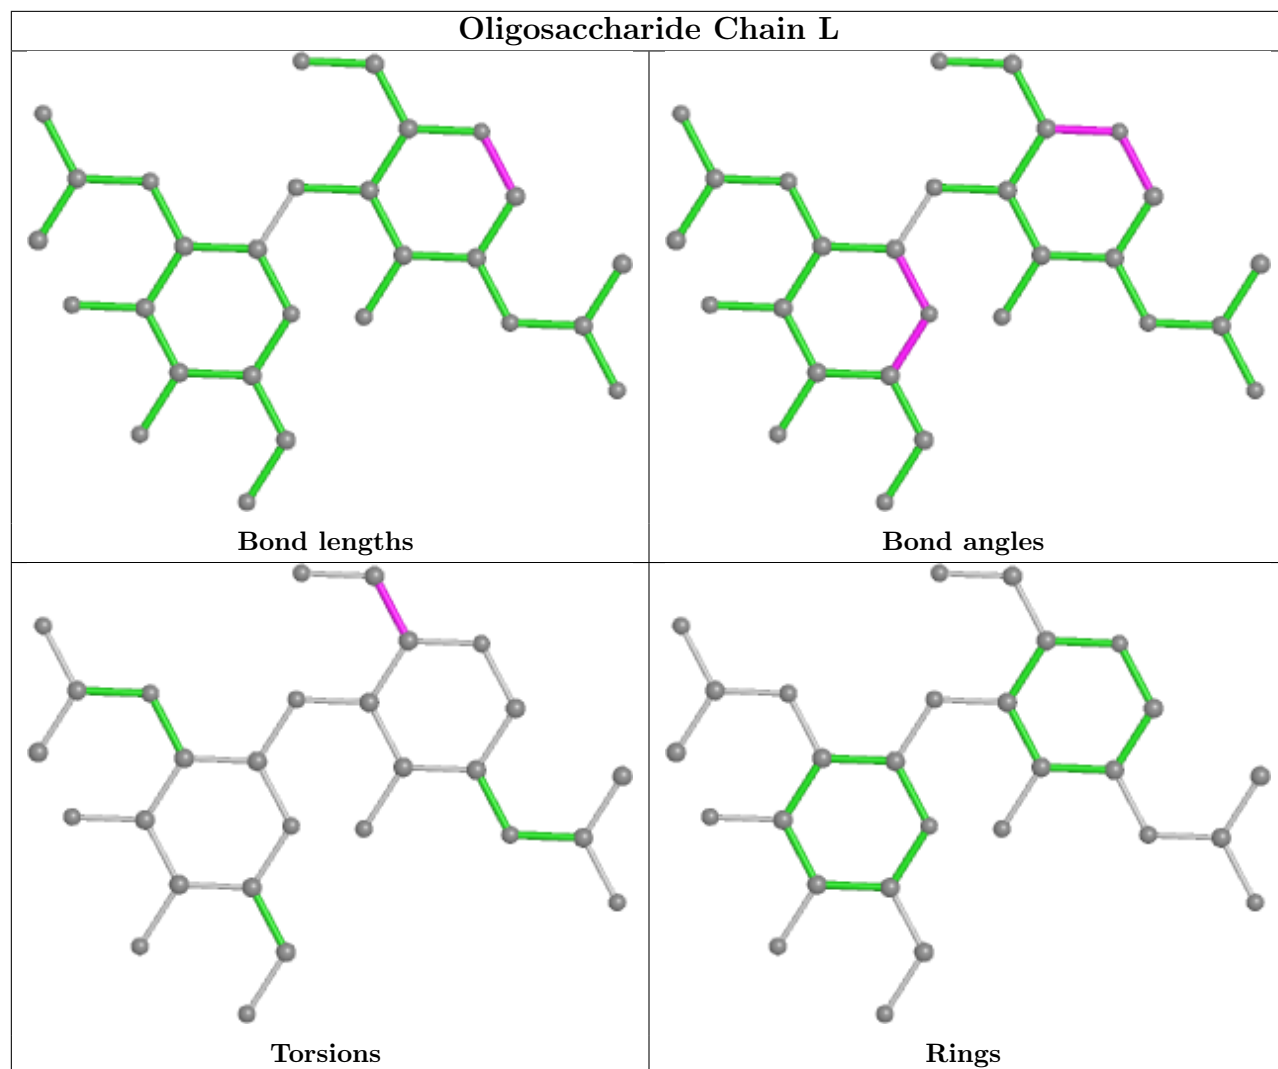 Oligosaccharide Chain L
Bond lengths
Bond angles
Torsions
Rings